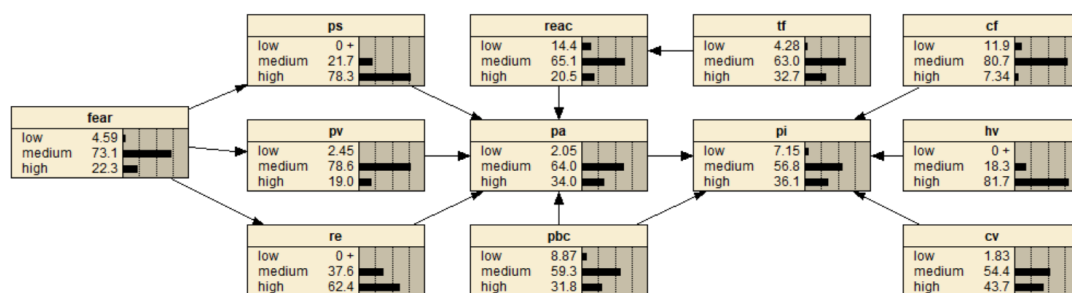 ps
low 0 +
medium 21.7
high 78.3
reac
low 14.4
medium 65.1
high 20.5
tf
low 4.28
medium 63.0
high 32.7
cf
low 11.9
medium 80.7
high 7.34
fear
low 4.59
medium 73.1
high 22.3
pv
low 2.45
medium 78.6
high 19.0
pa
low 2.05
medium 64.0
high 34.0
pi
low 7.15
medium 56.8
high 36.1
hv
low 0 +
medium 18.3
high 81.7
re
low 0 +
medium 37.6
high 62.4
pbc
low 8.87
medium 59.3
high 31.8
cv
low 1.83
medium 54.4
high 43.7